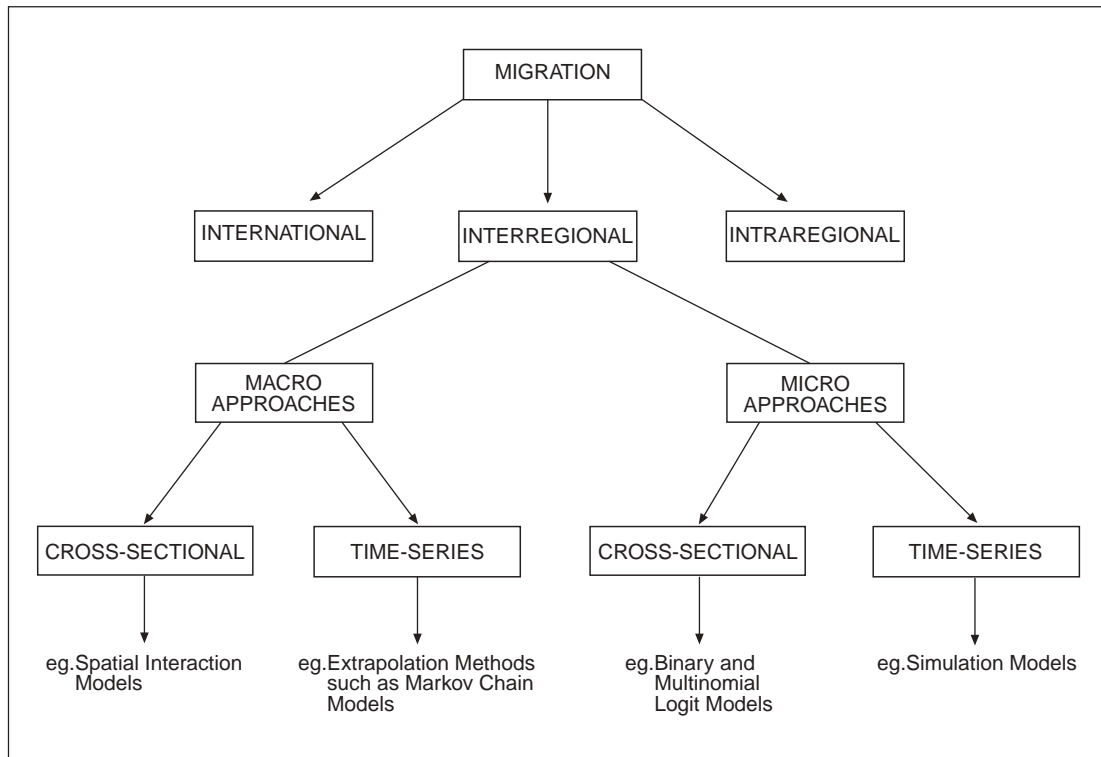 MIGRATION
INTERNATIONAL
INTERREGIONAL
INTRAREGIONAL
MACRO
APPROACHES
MICRO
APPROACHES
CROSS-SECTIONAL
TIME-SERIES
CROSS-SECTIONAL
TIME-SERIES
eg.Spatial Interaction
Models
eg.Extrapolation Methods
such as Markov Chain
Models
eg.Binary and
Multinomial
Logit Models
eg.Simulation Models